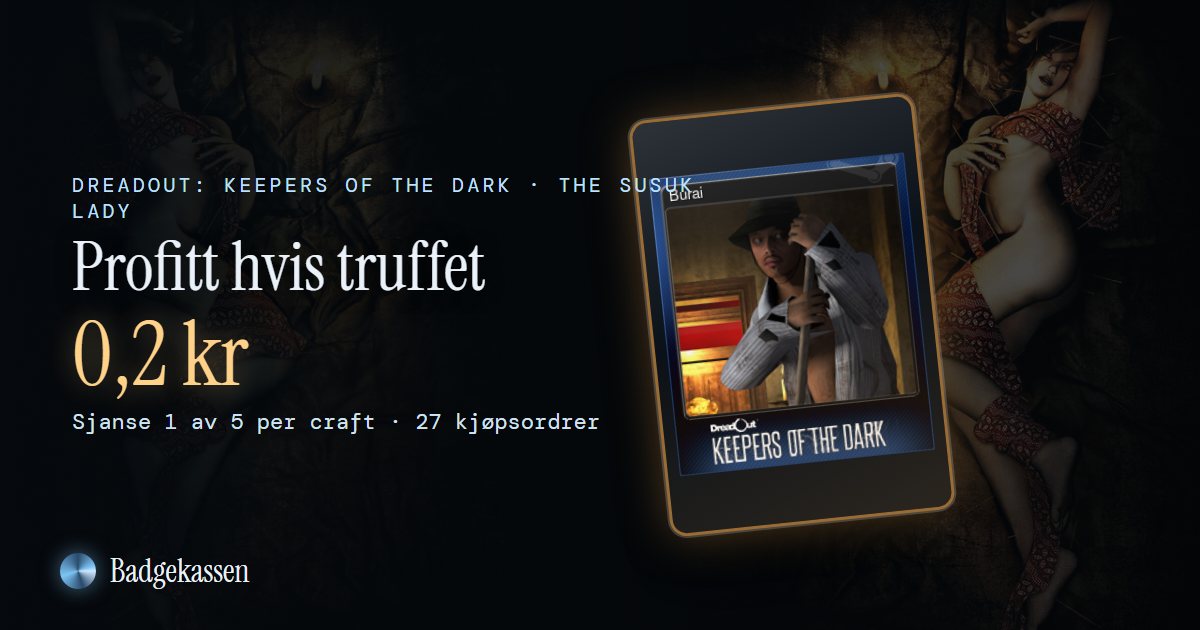 DREADOUT: KEEPERS OF THE DARK · THE SUSUK
LADY
Profitt hvis truffet
0,2 kr
Sjanse 1 av 5 per craft · 27 kjøpsordrer
Burai
DreadOut
KEEPERS OF THE DARK
Badgekassen